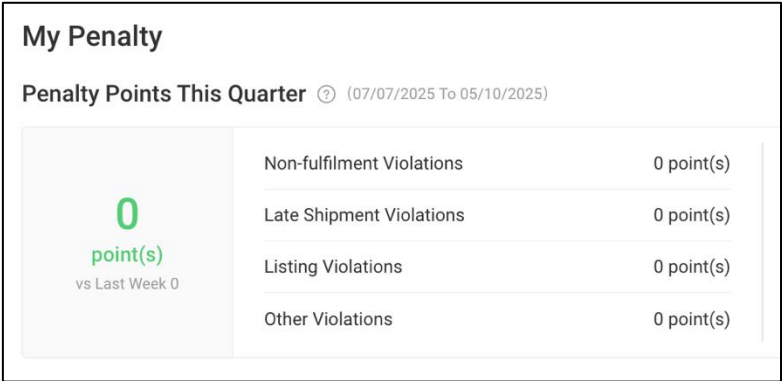 My Penalty
Penalty Points This Quarter ? (07/07/2025 To 05/10/2025)
0
point(s)
vs Last Week 0
Non-fulfilment Violations 0 point(s)
Late Shipment Violations 0 point(s)
Listing Violations 0 point(s)
Other Violations 0 point(s)